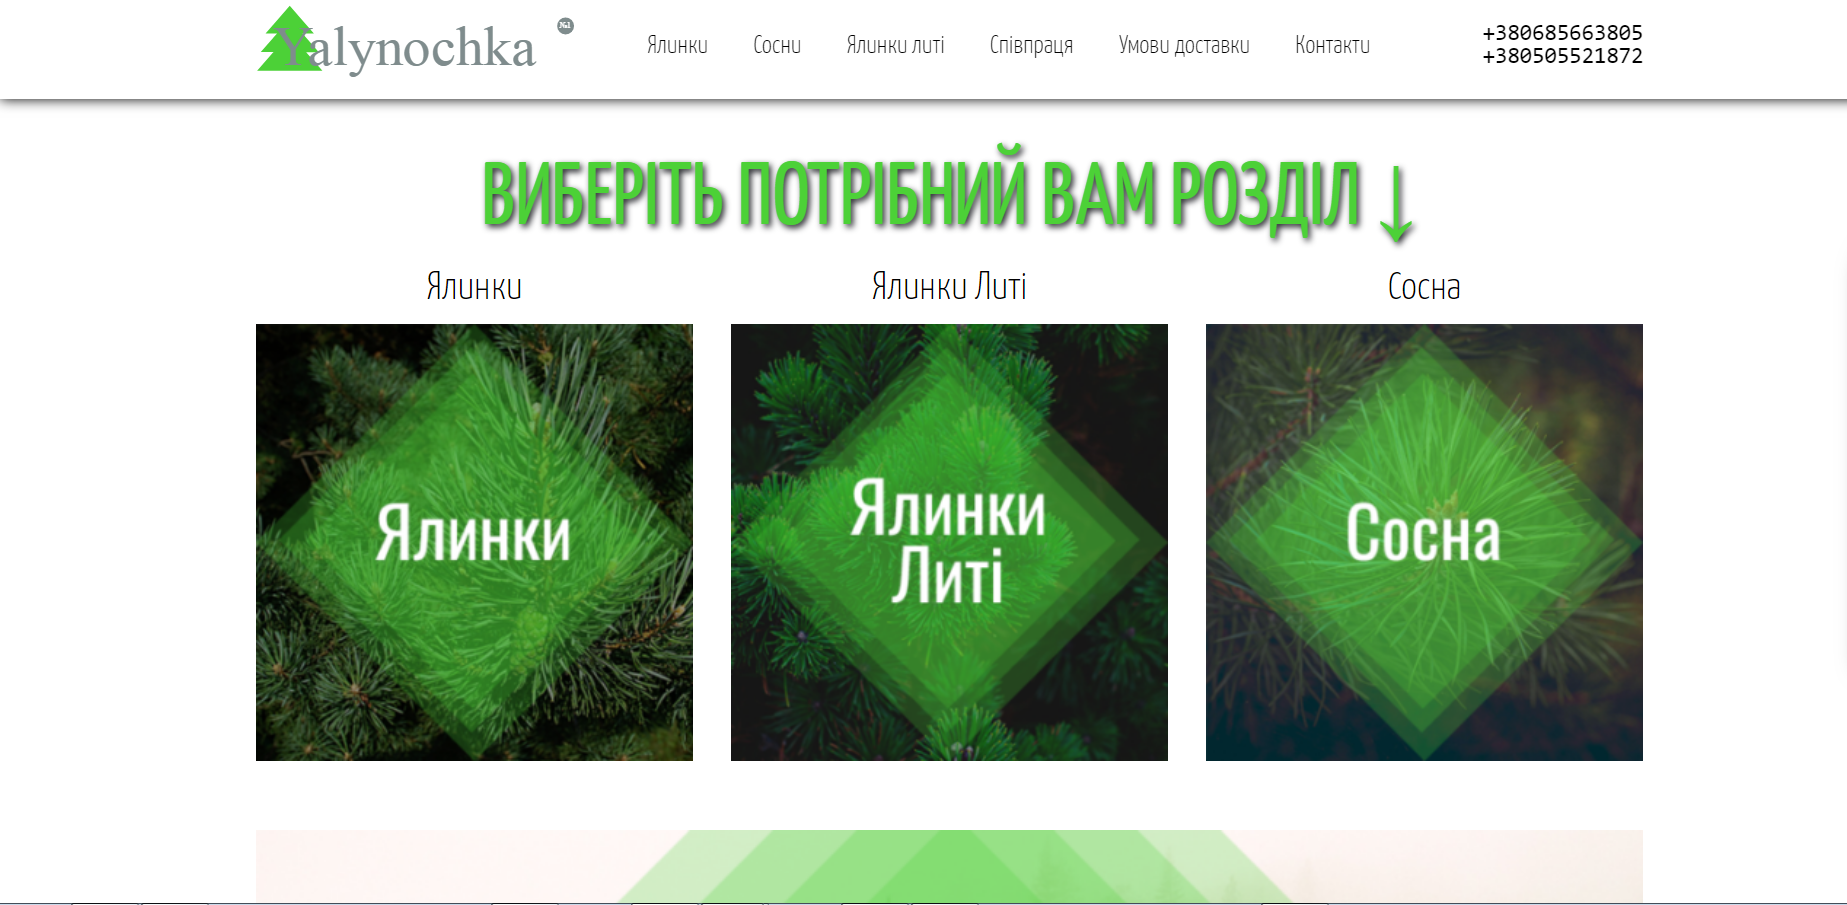 Yalynochka №1
Ялинки Сосни Ялинки литі Співпраця Умови доставки Контакти
+380685663805
+380505521872
ВИБЕРІТЬ ПОТРІБНИЙ ВАМ РОЗДІЛ ↓
Ялинки
Ялинки Литі
Сосна
Ялинки
Ялинки
Литі
Сосна